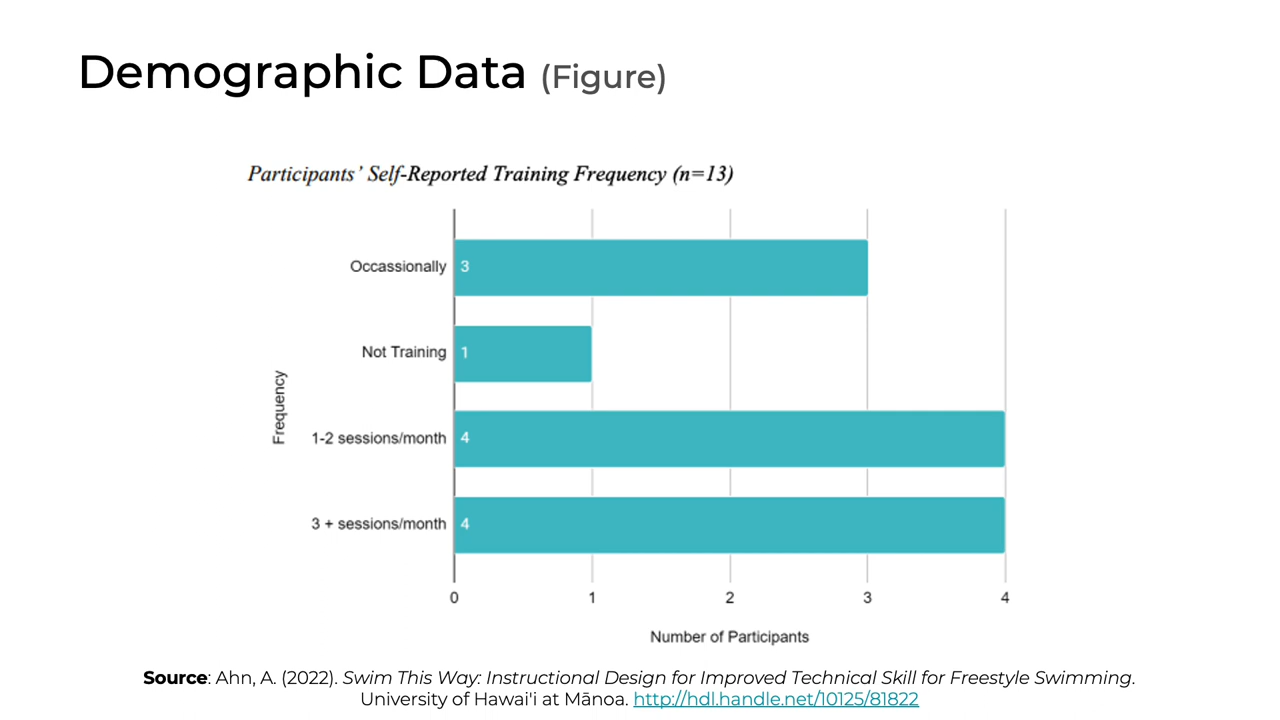 Demographic Data (Figure)
Participants' Self-Reported Training Frequency (n=13)
Occassionally 3
Not Training 1
Frequency
1-2 sessions/month 4
3 + sessions/month 4
0 1 2 3 4
Number of Participants
Source: Ahn, A. (2022). Swim This Way: Instructional Design for Improved Technical Skill for Freestyle Swimming.
University of Hawai'i at Mānoa. http://hdl.handle.net/10125/81822